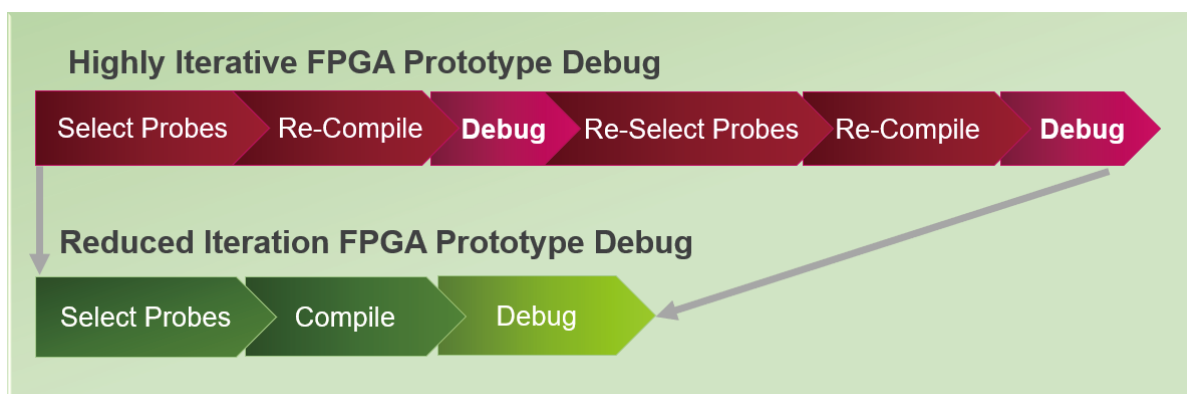 Highly Iterative FPGA Prototype Debug
Select Probes Re-Compile Debug Re-Select Probes Re-Compile Debug
Reduced Iteration FPGA Prototype Debug
Select Probes Compile Debug